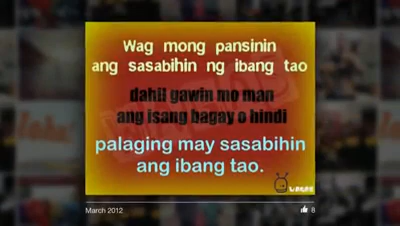 Wag mong pansinin
ang sasabihin ng ibang tao
dahil gawin mo man
ang isang bagay o hindi
palaging may sasabihin
ang ibang tao.
March 2012
8